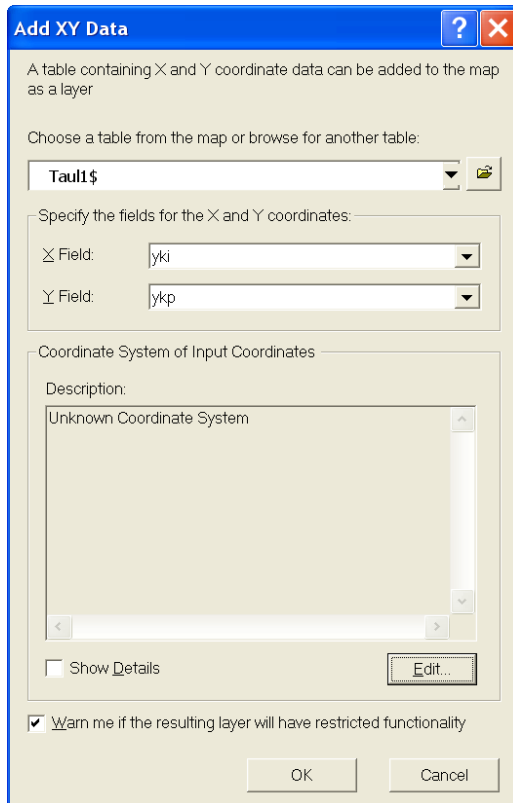 Add XY Data
A table containing X and Y coordinate data can be added to the map
as a layer
Choose a table from the map or browse for another table:
Taul1$
Specify the fields for the X and Y coordinates:
X Field: yki
Y Field: ykp
Coordinate System of Input Coordinates
Description:
Unknown Coordinate System
Show Details Edit...
Warn me if the resulting layer will have restricted functionality
OK Cancel